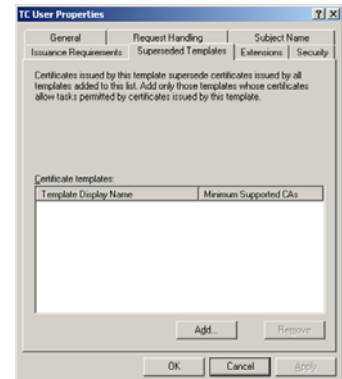 TC User Properties
General Request Handling Subject Name
Issuance Requirements Superseded Templates Extensions Security
Certificates issued by this template supersede certificates issued by all
templates added to this list. Add only those templates whose certificates
allow tasks permitted by certificates issued by this template.
Certificate templates:
Template Display Name Minimum Supported CAs
Add... Remove
OK Cancel Apply